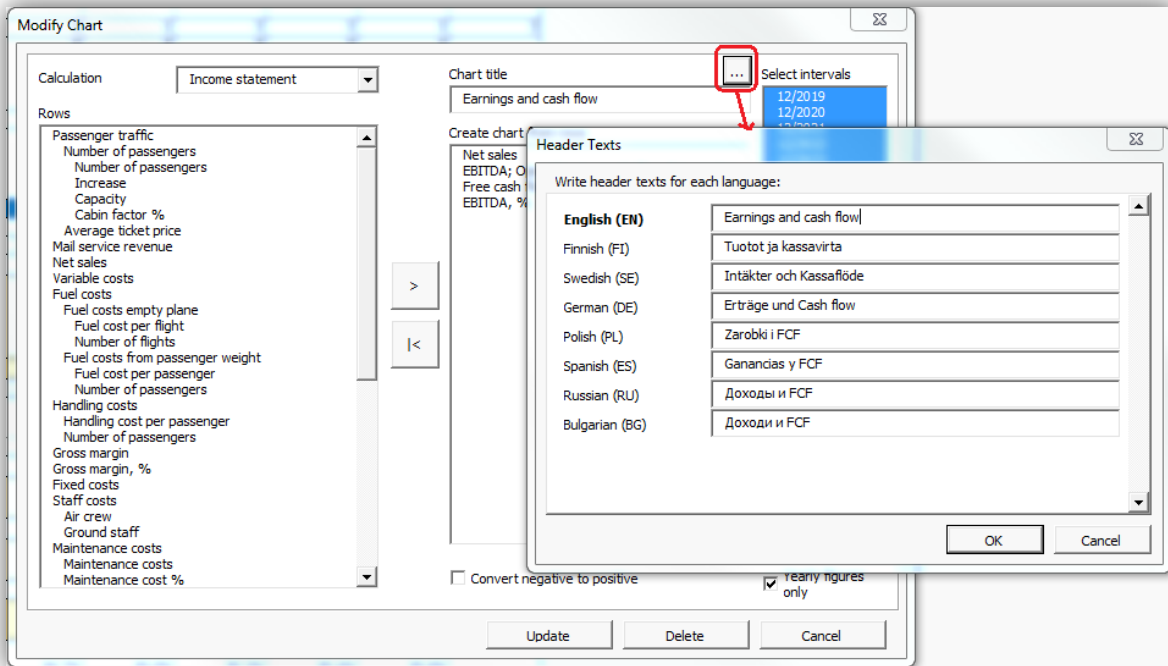 Modify Chart
Calculation
Income statement
Rows
Passenger traffic
Number of passengers
Number of passengers
Increase
Capacity
Cabin factor %
Average ticket price
Mail service revenue
Net sales
Variable costs
Fuel costs
Fuel costs empty plane
Fuel cost per flight
Number of flights
Fuel costs from passenger weight
Fuel cost per passenger
Number of passengers
Handling costs
Handling cost per passenger
Number of passengers
Gross margin
Gross margin, %
Fixed costs
Staff costs
Air crew
Ground staff
Maintenance costs
Maintenance costs
Maintenance cost %
>
|<
Chart title
...
Earnings and cash flow
Create chart
Net sales
EBITDA; O
Free cash
EBITDA, %
Convert negative to positive
Select intervals
12/2019
12/2020
Yearly figures
only
Update
Delete
Cancel
Header Texts
Write header texts for each language:
English (EN)
Earnings and cash flow
Finnish (FI)
Tuotot ja kassavirta
Swedish (SE)
Intäkter och Kassaflöde
German (DE)
Erträge und Cash flow
Polish (PL)
Zarobki i FCF
Spanish (ES)
Ganancias y FCF
Russian (RU)
Доходы и FCF
Bulgarian (BG)
Доходи и FCF
OK
Cancel